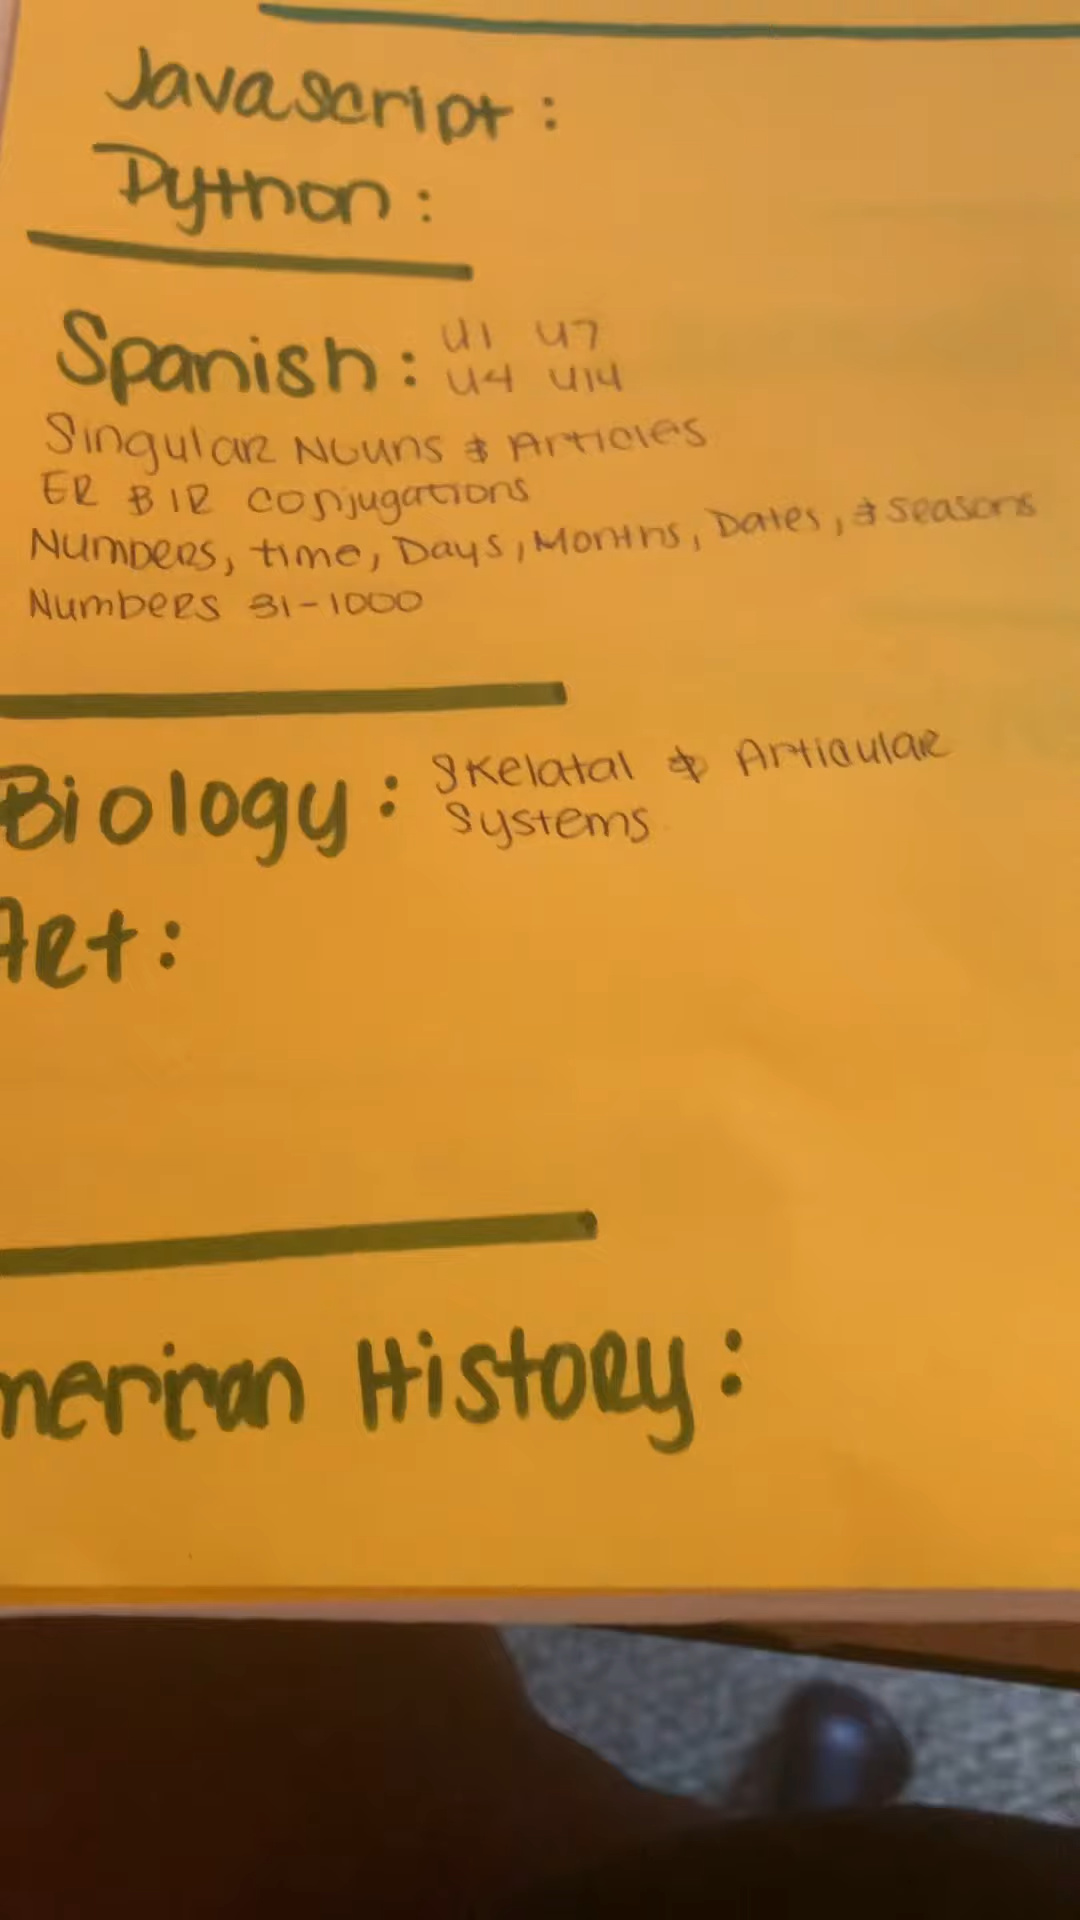 Javascript:
Python:
Spanish: U1 U7
U4 U14
Singular Nouns & Articles
ER & IR conjugations
Numbers, time, Days, Months, Dates, & Seasons
Numbers 31-1000
Biology: Skelatal & Articular
Systems
Art:
merican History: